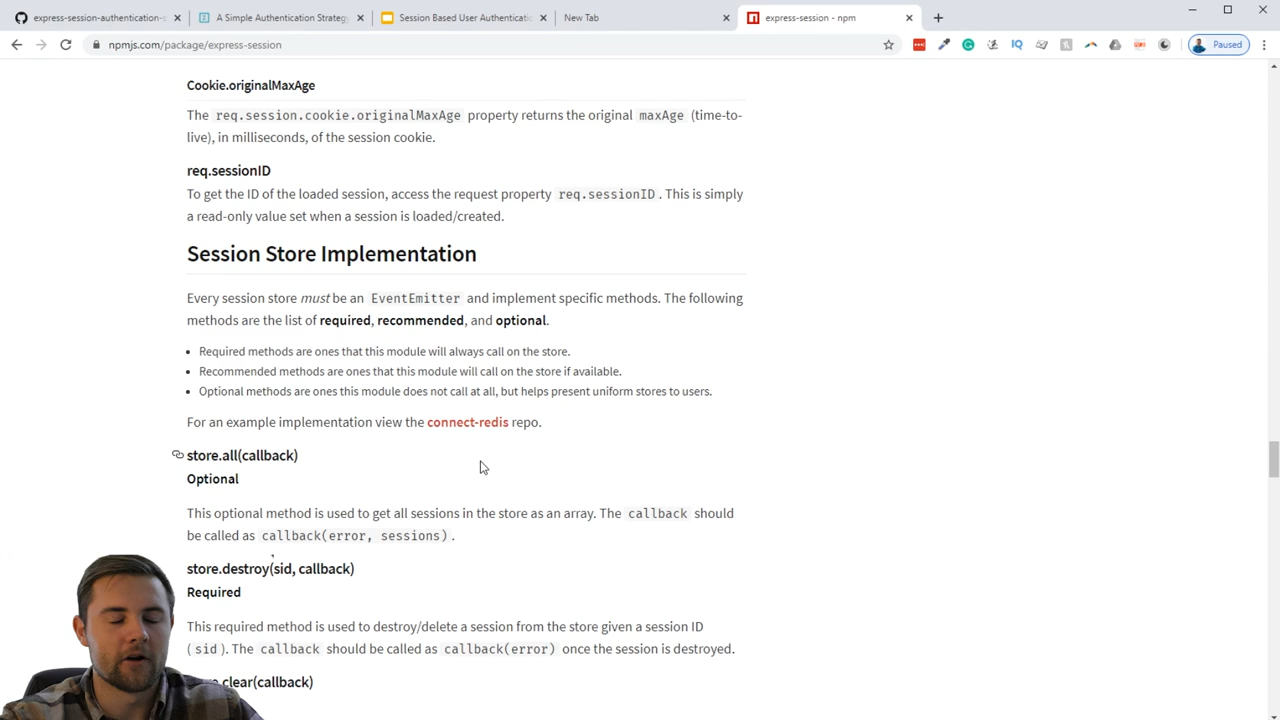 express-session-authentication-s
A Simple Authentication Strategy
Session Based User Authenticatio
New Tab
express-session - npm
npmjs.com/package/express-session
Paused
Cookie.originalMaxAge
The req.session.cookie.originalMaxAge property returns the original maxAge (time-to-
live), in milliseconds, of the session cookie.
req.sessionID
To get the ID of the loaded session, access the request property req.sessionID. This is simply
a read-only value set when a session is loaded/created.
Session Store Implementation
Every session store must be an EventEmitter and implement specific methods. The following
methods are the list of required, recommended, and optional.
• Required methods are ones that this module will always call on the store.
• Recommended methods are ones that this module will call on the store if available.
• Optional methods are ones this module does not call at all, but helps present uniform stores to users.
For an example implementation view the connect-redis repo.
store.all(callback)
Optional
This optional method is used to get all sessions in the store as an array. The callback should
be called as callback(error, sessions).
store.destroy(sid, callback)
Required
This required method is used to destroy/delete a session from the store given a session ID
(sid). The callback should be called as callback(error) once the session is destroyed.
clear(callback)